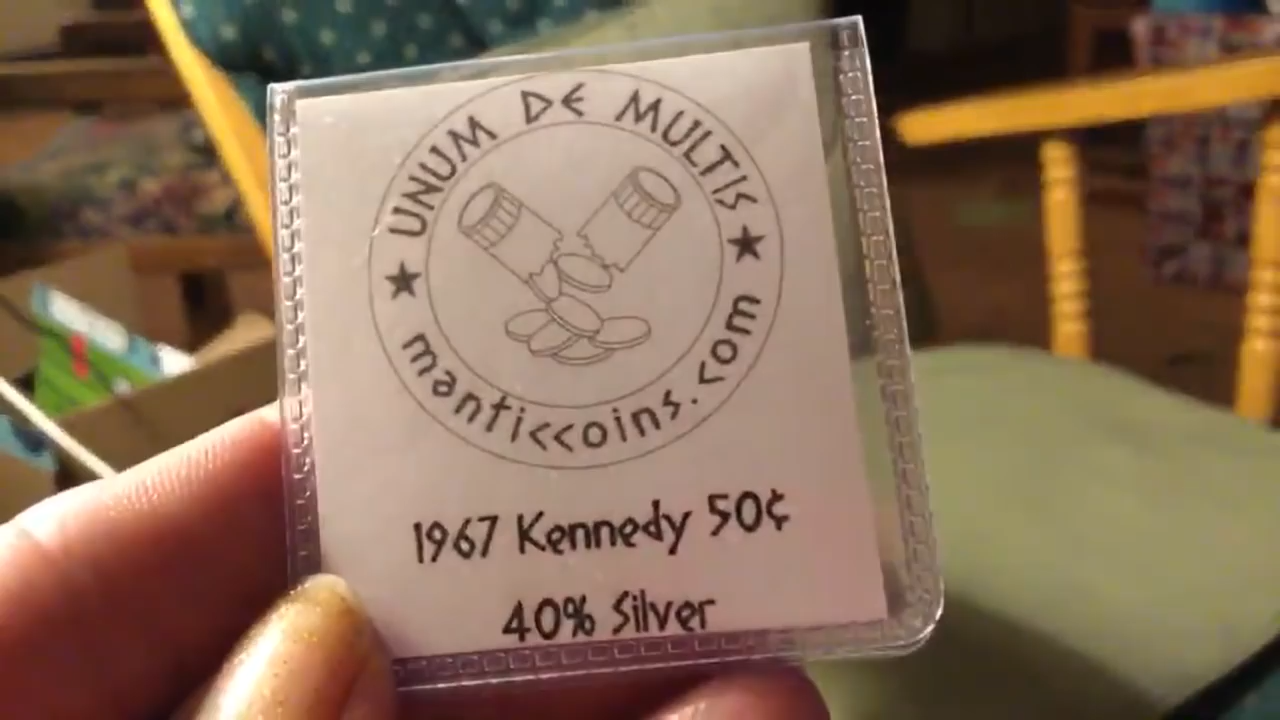 UNUM DE MULTIS
manticcoins.com
1967 Kennedy 50¢
40% Silver